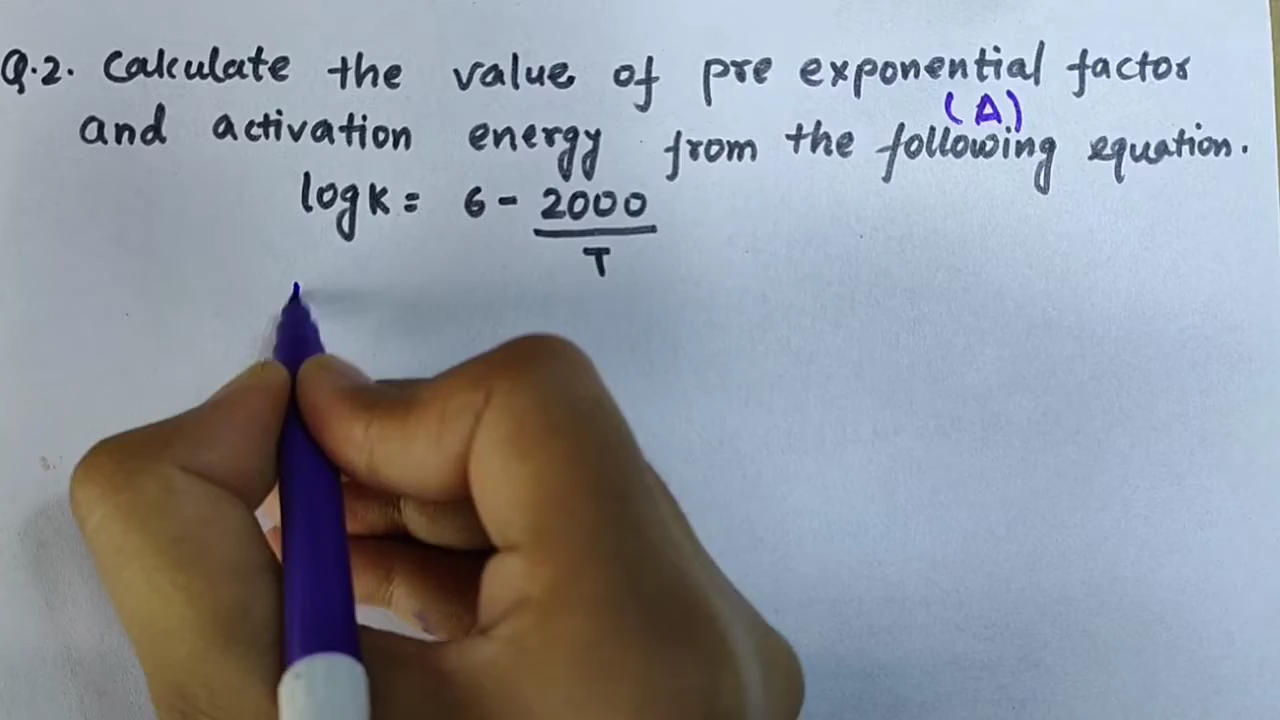 Q.2. Calculate the value of pre exponential factor
(A)
and activation energy from the following equation.
log K = 6 - 2000
T